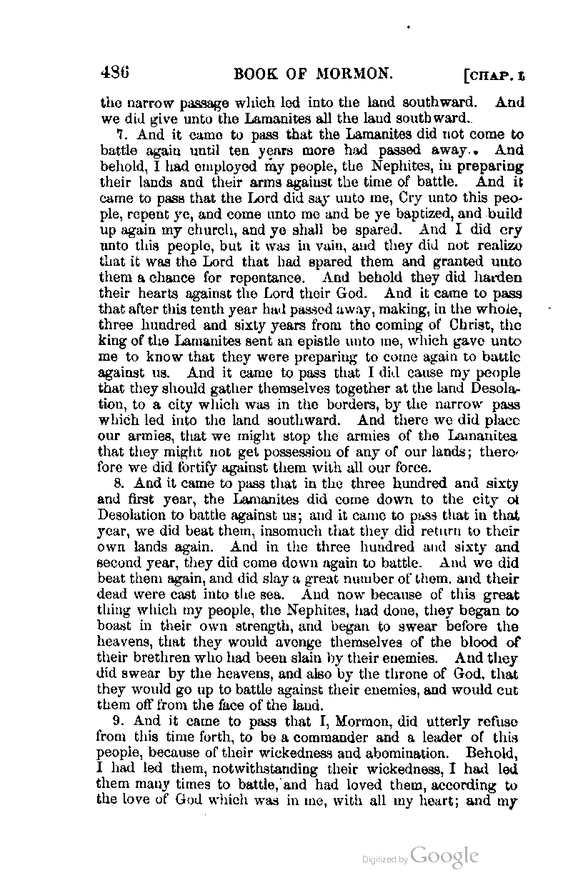 486 BOOK OF MORMON. [CHAP. I.
the narrow passage which led into the land southward. And
we did give unto the Lamanites all the land southward.
7. And it came to pass that the Lamanites did not come to
battle again until ten years more had passed away. And
behold, I had employed my people, the Nephites, in preparing
their lands and their arms against the time of battle. And it
came to pass that the Lord did say unto me, Cry unto this peo-
ple, repent ye, and come unto me and be ye baptized, and build
up again my church, and ye shall be spared. And I did cry
unto this people, but it was in vain, and they did not realize
that it was the Lord that had spared them and granted unto
them a chance for repentance. And behold they did harden
their hearts against the Lord their God. And it came to pass
that after this tenth year had passed away, making, in the whole,
three hundred and sixty years from the coming of Christ, the
king of the Lamanites sent an epistle unto me, which gave unto
me to know that they were preparing to come again to battle
against us. And it came to pass that I did cause my people
that they should gather themselves together at the land Desola-
tion, to a city which was in the borders, by the narrow pass
which led into the land southward. And there we did place
our armies, that we might stop the armies of the Lamanites
that they might not get possession of any of our lands; there-
fore we did fortify against them with all our force.
8. And it came to pass that in the three hundred and sixty
and first year, the Lamanites did come down to the city of
Desolation to battle against us; and it came to pass that in that
year, we did beat them, insomuch that they did return to their
own lands again. And in the three hundred and sixty and
second year, they did come down again to battle. And we did
beat them again, and did slay a great number of them, and their
dead were cast into the sea. And now because of this great
thing which my people, the Nephites, had done, they began to
boast in their own strength, and began to swear before the
heavens, that they would avenge themselves of the blood of
their brethren who had been slain by their enemies. And they
did swear by the heavens, and also by the throne of God, that
they would go up to battle against their enemies, and would cut
them off from the face of the land.
9. And it came to pass that I, Mormon, did utterly refuse
from this time forth, to be a commander and a leader of this
people, because of their wickedness and abomination. Behold,
I had led them, notwithstanding their wickedness, I had led
them many times to battle, and had loved them, according to
the love of God which was in me, with all my heart; and my
Digitized by Google